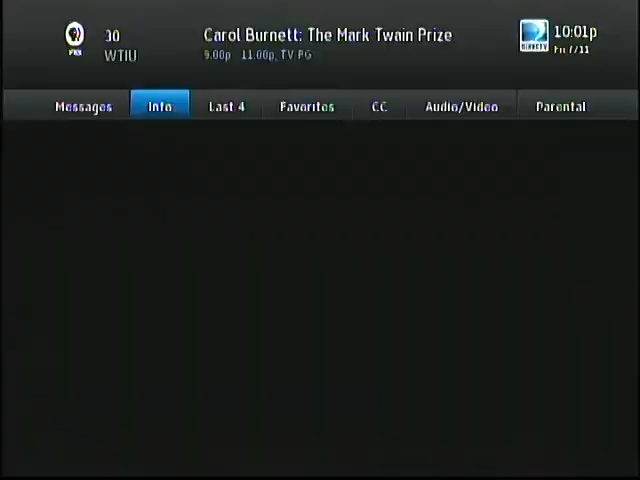 30
WTIU
PBS
Carol Burnett: The Mark Twain Prize
9:00p - 11:00p, TV PG
DIRECTV
10:01p
Fri 7/11
Messages Info Last 4 Favorites CC Audio/Video Parental